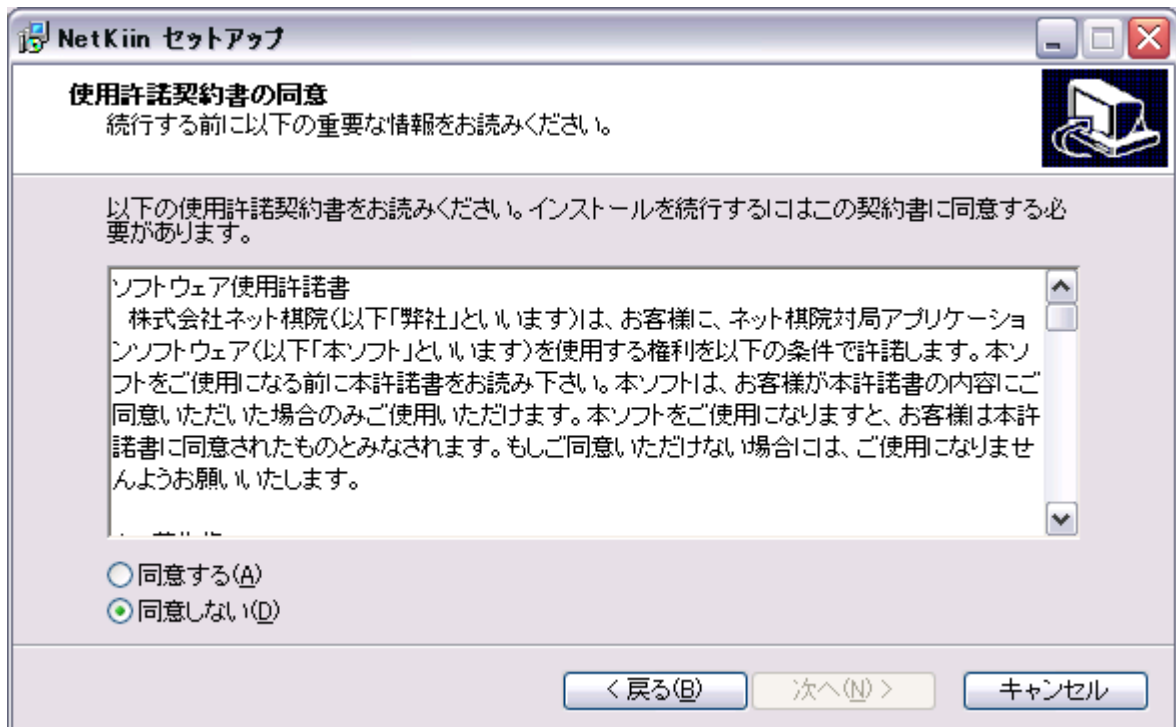 NetKiin セットアップ
使用許諾契約書の同意
続行する前に以下の重要な情報をお読みください。
以下の使用許諾契約書をお読みください。インストールを続行するにはこの契約書に同意する必
要があります。
ソフトウェア使用許諾書
株式会社ネット棋院(以下「弊社」といいます)は、お客様に、ネット棋院対局アプリケーショ
ンソフトウェア(以下「本ソフト」といいます)を使用する権利を以下の条件で許諾します。本ソ
フトをご使用になる前に本許諾書をお読み下さい。本ソフトは、お客様が本許諾書の内容にご
同意いただいた場合のみご使用いただけます。本ソフトをご使用になりますと、お客様は本許
諾書に同意されたものとみなされます。もしご同意いただけない場合には、ご使用になりませ
んようお願いいたします。
同意する(A)
同意しない(D)
< 戻る(B)
次へ(N) >
キャンセル